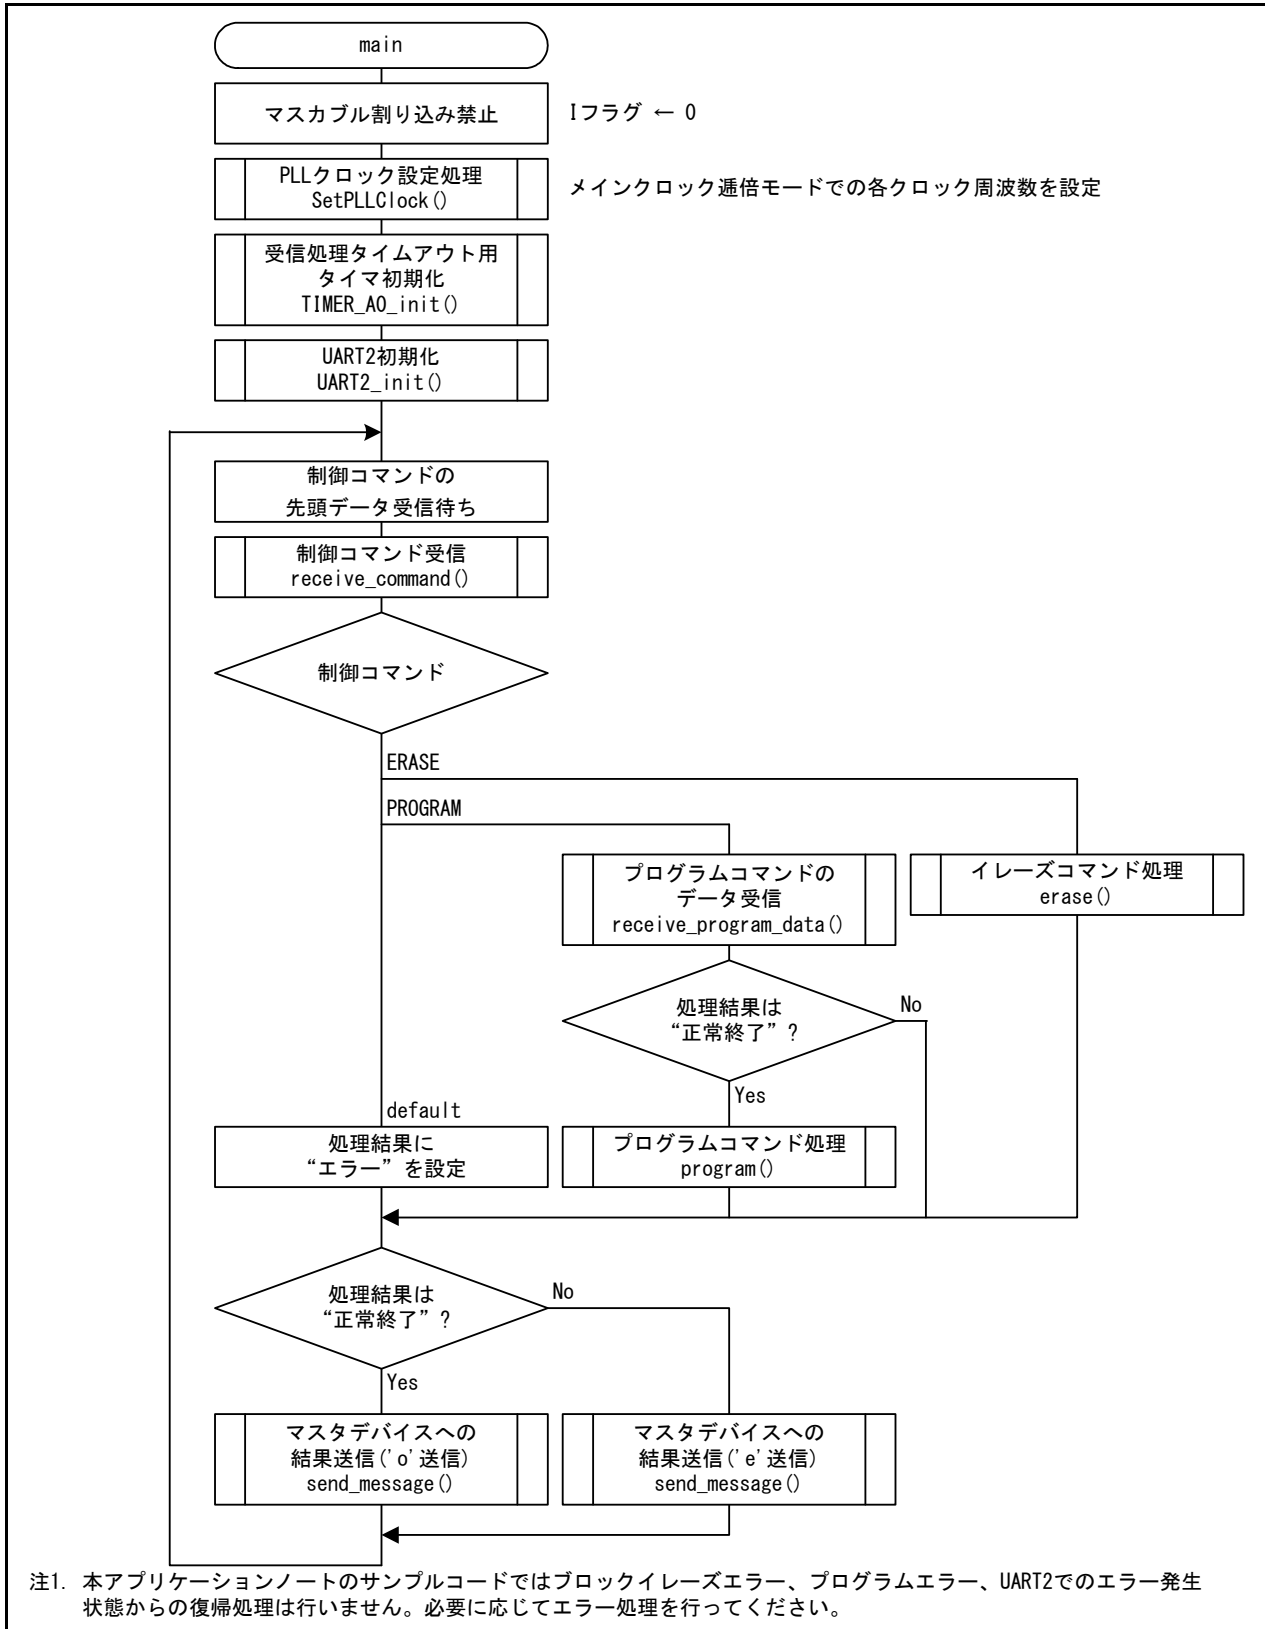 main
マスカブル割り込み禁止
Iフラグ ← 0
PLLクロック設定処理
SetPLLClock()
メインクロック逓倍モードでの各クロック周波数を設定
受信処理タイムアウト用
タイマ初期化
TIMER_A0_init()
UART2初期化
UART2_init()
制御コマンドの
先頭データ受信待ち
制御コマンド受信
receive_command()
制御コマンド
ERASE
PROGRAM
プログラムコマンドの
データ受信
receive_program_data()
イレーズコマンド処理
erase()
処理結果は
“正常終了”?
No
Yes
default
処理結果に
“エラー”を設定
プログラムコマンド処理
program()
処理結果は
“正常終了”?
No
Yes
マスタデバイスへの
結果送信('o'送信)
send_message()
マスタデバイスへの
結果送信('e'送信)
send_message()
注1. 本アプリケーションノートのサンプルコードではブロックイレーズエラー、プログラムエラー、UART2でのエラー発生
状態からの復帰処理は行いません。必要に応じてエラー処理を行ってください。